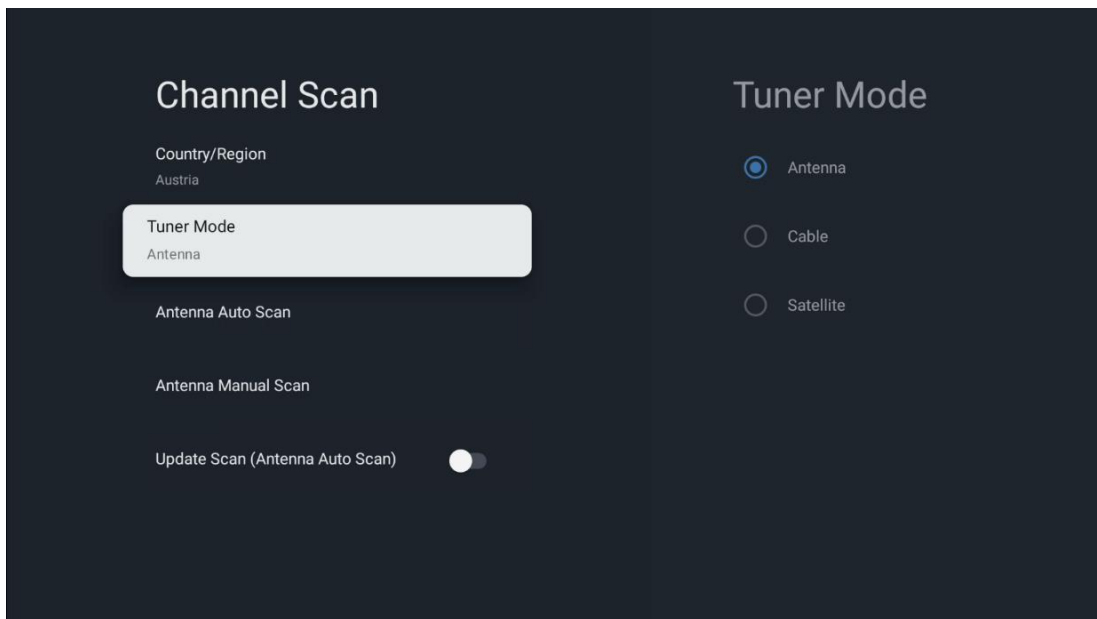 Channel Scan
Country/Region
Austria
Tuner Mode
Antenna
Antenna Auto Scan
Antenna Manual Scan
Update Scan (Antenna Auto Scan)
Tuner Mode
Antenna
Cable
Satellite